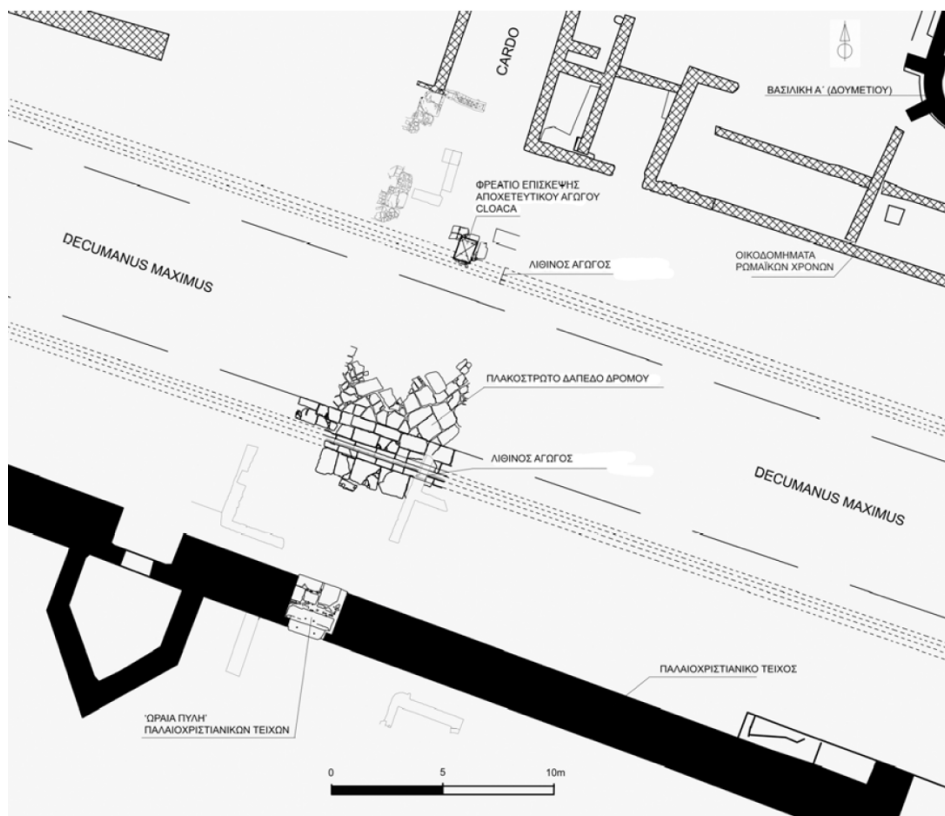 CARDO
ΒΑΣΙΛΙΚΗ Α΄ (ΔΟΥΜΕΤΙΟΥ)
ΦΡΕΑΤΙΟ ΕΠΙΣΚΕΨΗΣ
ΑΠΟΧΕΤΕΥΤΙΚΟΥ ΑΓΩΓΟΥ
CLOACA
DECUMANUS MAXIMUS
ΛΙΘΙΝΟΣ ΑΓΩΓΟΣ
ΟΙΚΟΔΟΜΗΜΑΤΑ
ΡΩΜΑΪΚΩΝ ΧΡΟΝΩΝ
ΠΛΑΚΟΣΤΡΩΤΟ ΔΑΠΕΔΟ ΔΡΟΜΟΥ
ΛΙΘΙΝΟΣ ΑΓΩΓΟΣ
DECUMANUS MAXIMUS
ΠΑΛΑΙΟΧΡΙΣΤΙΑΝΙΚΟ ΤΕΙΧΟΣ
'ΩΡΑΙΑ ΠΥΛΗ'
ΠΑΛΑΙΟΧΡΙΣΤΙΑΝΙΚΩΝ ΤΕΙΧΩΝ
0 5 10m